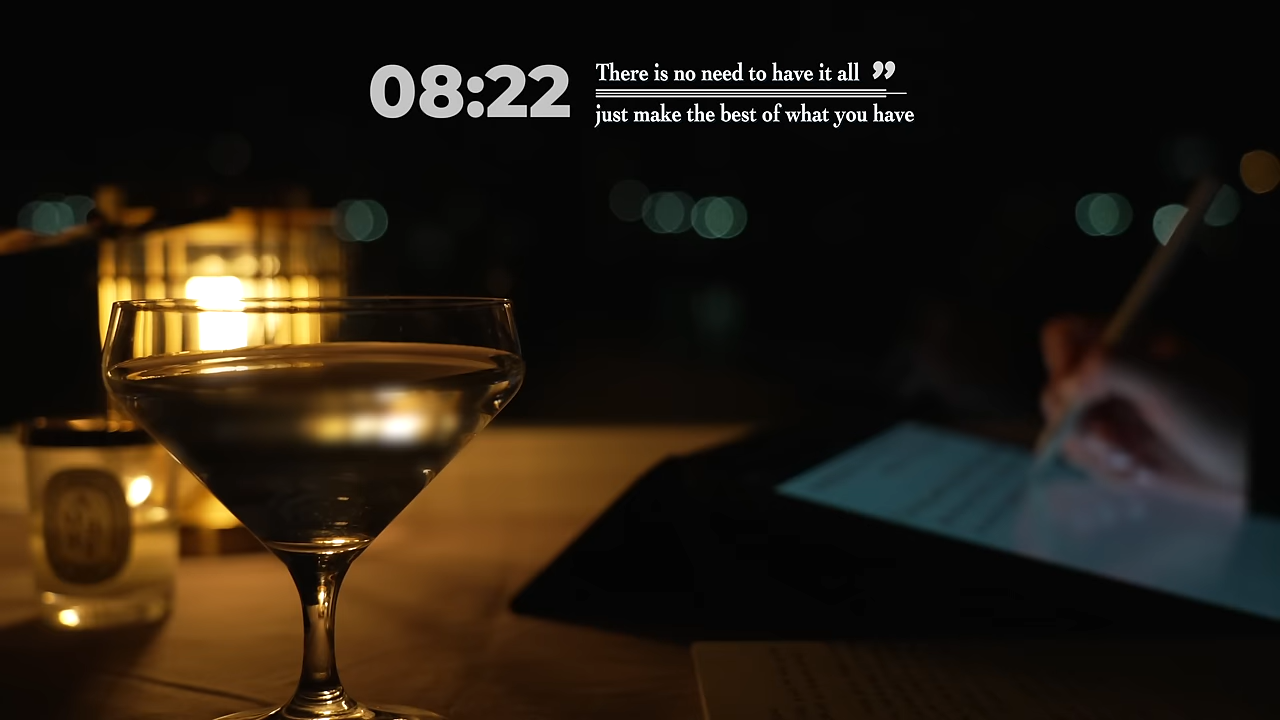 08:22
There is no need to have it all ”
just make the best of what you have